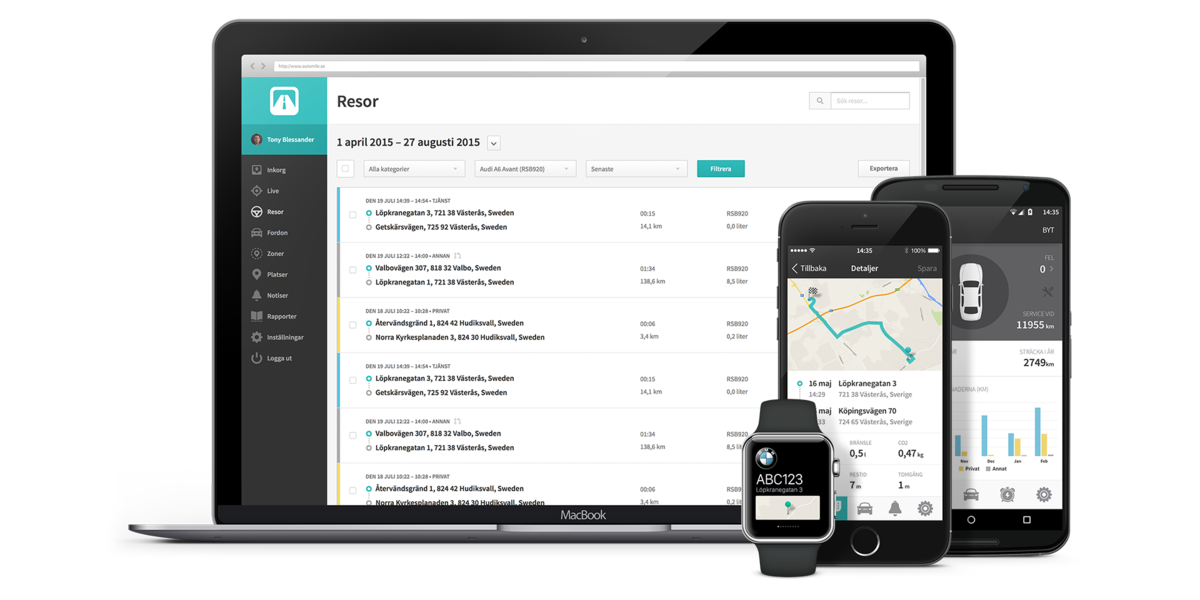 http://www.automile.se
Resor
Sök resor...
Tony Blessander
1 april 2015 – 27 augusti 2015
Inkorg
Live
Resor
Fordon
Zoner
Platser
Notiser
Rapporter
Inställningar
Logga ut
Alla kategorier
Audi A6 Avant (RSB920)
Senaste
Filtrera
Exportera
DEN 19 JULI 14:39 – 14:54 • TJÄNST
Löpkranegatan 3, 721 38 Västerås, Sweden
00:15
RSB920
Getskärsvägen, 725 92 Västerås, Sweden
14,1 km
0,0 liter
DEN 19 JULI 12:22 – 14:00 • ANNAN
Valbovägen 307, 818 32 Valbo, Sweden
01:34
RSB920
Löpkranegatan 1, 721 38 Västerås, Sweden
138,6 km
8,5 liter
DEN 18 JULI 10:22 – 10:28 • PRIVAT
Återvändsgränd 1, 824 42 Hudiksvall, Sweden
00:06
RSB920
Norra Kyrkesplanaden 3, 824 30 Hudiksvall, Sweden
3,4 km
0,2 liter
DEN 19 JULI 14:39 – 14:54 • TJÄNST
Löpkranegatan 3, 721 38 Västerås, Sweden
00:15
RSB920
Getskärsvägen, 725 92 Västerås, Sweden
14,1 km
0,0 liter
DEN 19 JULI 12:22 – 14:00 • ANNAN
Valbovägen 307, 818 32 Valbo, Sweden
01:34
RSB920
Löpkranegatan 1, 721 38 Västerås, Sweden
138,6 km
8,5
DEN 18 JULI 10:22 – 10:28 • PRIVAT
Återvändsgränd 1, 824 42 Hudiksvall, Sweden
00:06
Norra Kyrkesplanaden 3, 824 30 Hudiksvall, Sweden
3,4 km
0,2
MacBook
14:35
100%
Tillbaka
Detaljer
Spara
16 maj
Löpkranegatan 3
14:29
721 38 Västerås, Sverige
maj
Köpingsvägen 70
724 65 Västerås, Sverige
BRÄNSLE
CO2
0,5 l
0,47 kg
RESTID
TOMGÅNG
7 m
1 m
BMW
ABC123
Löpkranegatan 3
14:35
BYT
FEL
0
SERVICE VID
11955 km
STRÄCKA I ÅR
2749 km
Nov
Dec
Jan
Feb
Privat
Annat